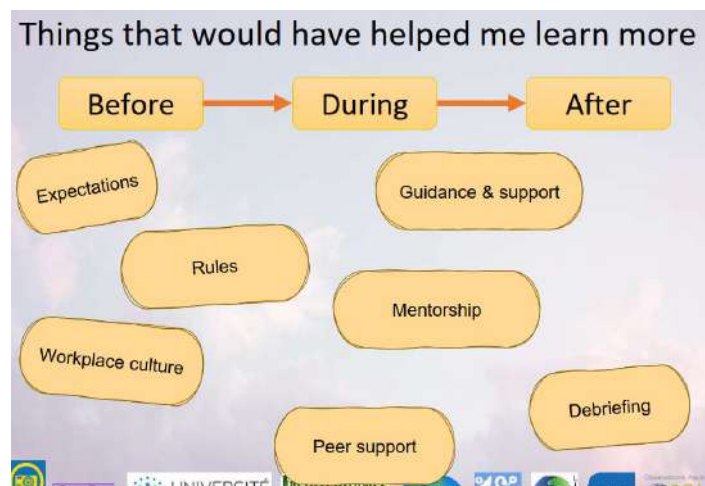 Things that would have helped me learn more
Before
During
After
Expectations
Guidance & support
Rules
Mentorship
Workplace culture
Debriefing
Peer support
UNIVERSITÉ